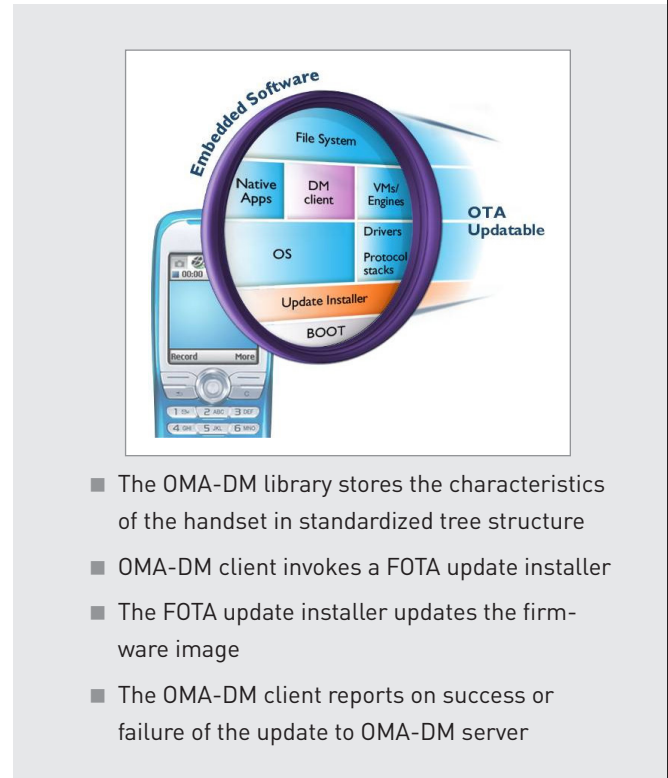 Embedded Software
File System
Native
Apps
DM
client
VMs/
Engines
OS
Drivers
Protocol
stacks
Update Installer
BOOT
OTA
Updatable
00:00
Record
More
2 ABC
3 DEF
5 JKL
6 MNO
■ The OMA-DM library stores the characteristics
of the handset in standardized tree structure
■ OMA-DM client invokes a FOTA update installer
■ The FOTA update installer updates the firm-
ware image
■ The OMA-DM client reports on success or
failure of the update to OMA-DM server